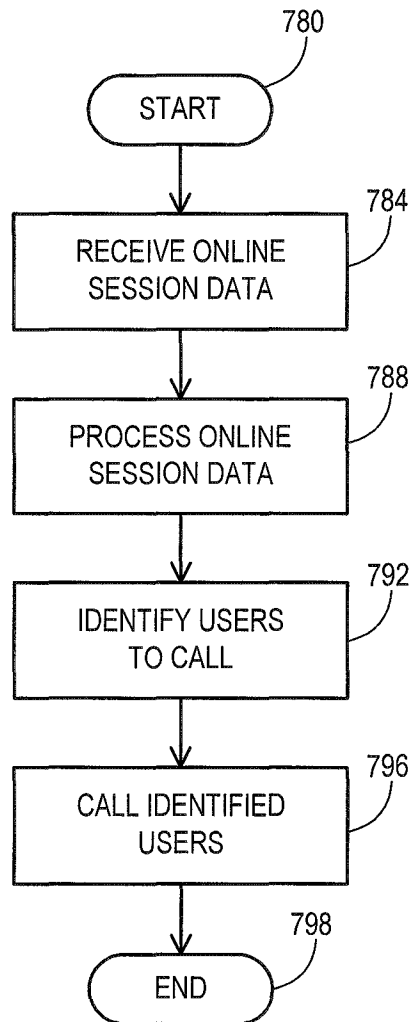 780
START
784
RECEIVE ONLINE
SESSION DATA
788
PROCESS ONLINE
SESSION DATA
792
IDENTIFY USERS
TO CALL
796
CALL IDENTIFIED
USERS
798
END